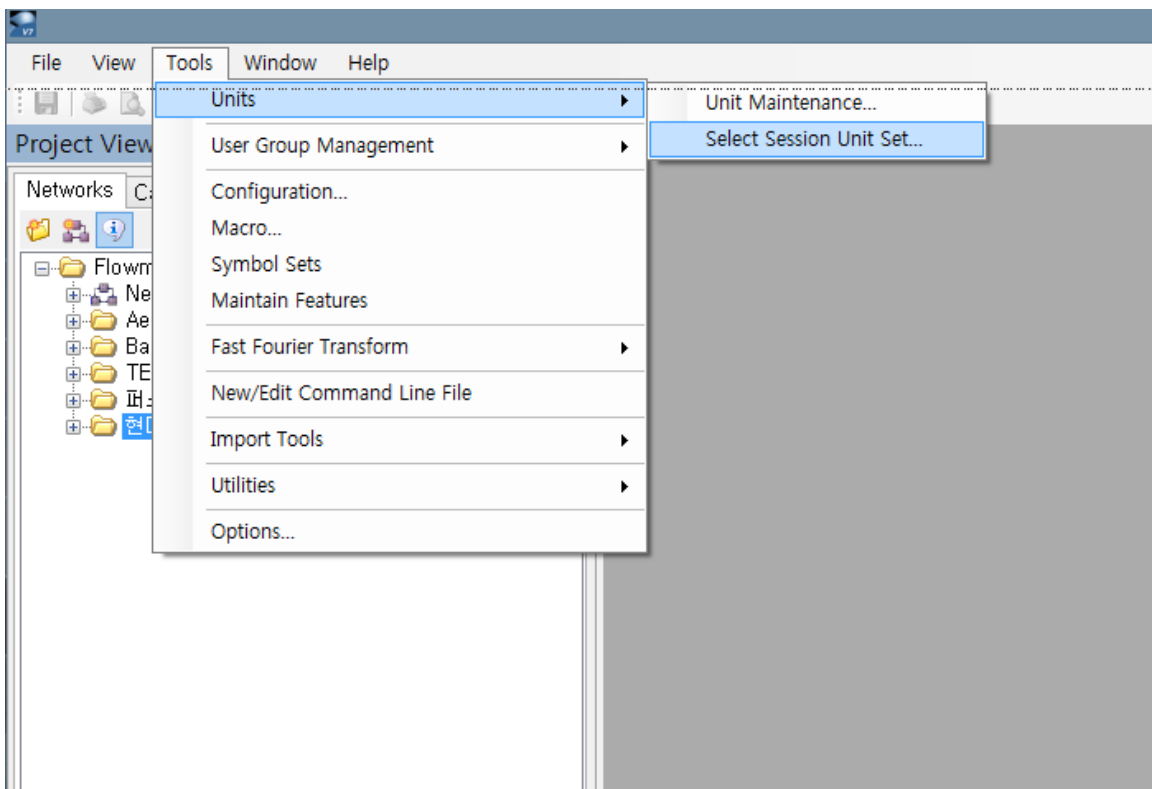 V7
File View Tools Window Help
Units
Unit Maintenance...
Select Session Unit Set...
Project View
User Group Management
Networks
Configuration...
Macro...
Symbol Sets
Maintain Features
Fast Fourier Transform
New/Edit Command Line File
Import Tools
Utilities
Options...